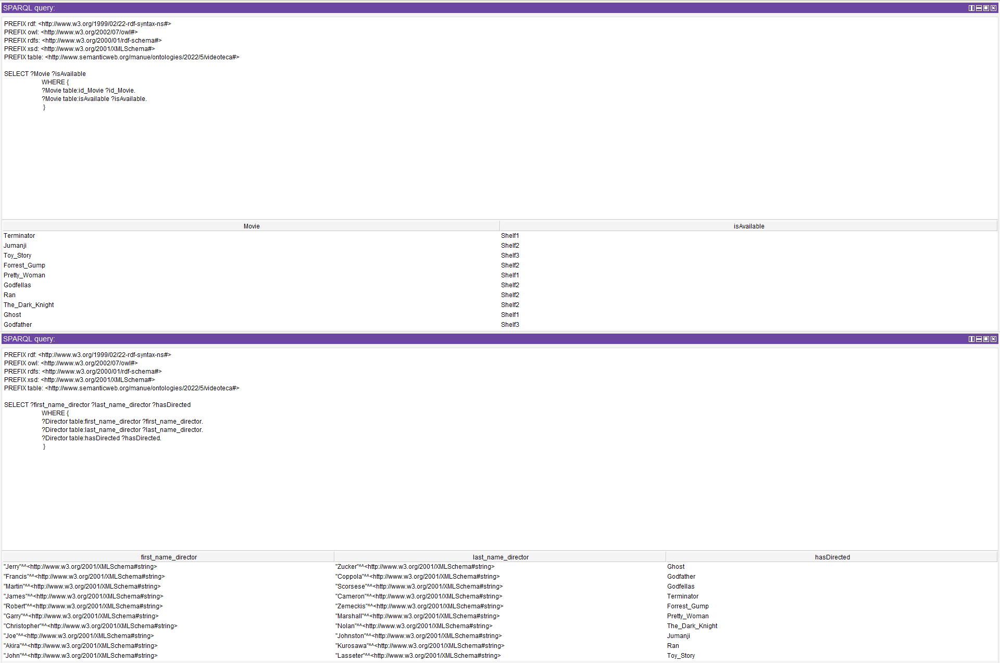 SPARQL query:
PREFIX rdf: <http://www.w3.org/1999/02/22-rdf-syntax-ns#>
PREFIX owl: <http://www.w3.org/2002/07/owl#>
PREFIX rdfs: <http://www.w3.org/2000/01/rdf-schema#>
PREFIX xsd: <http://www.w3.org/2001/XMLSchema#>
PREFIX table: <http://www.semanticweb.org/manue/ontologies/2022/5/videoteca#>
SELECT ?Movie ?isAvailable
WHERE {
?Movie table:id_Movie ?id_Movie.
?Movie table:isAvailable ?isAvailable.
}
Movie isAvailable
Terminator Shelf1
Jumanji Shelf2
Toy_Story Shelf3
Forrest_Gump Shelf2
Pretty_Woman Shelf1
Godfellas Shelf2
Ran Shelf2
The_Dark_Knight Shelf2
Ghost Shelf1
Godfather Shelf3
SPARQL query:
PREFIX rdf: <http://www.w3.org/1999/02/22-rdf-syntax-ns#>
PREFIX owl: <http://www.w3.org/2002/07/owl#>
PREFIX rdfs: <http://www.w3.org/2000/01/rdf-schema#>
PREFIX xsd: <http://www.w3.org/2001/XMLSchema#>
PREFIX table: <http://www.semanticweb.org/manue/ontologies/2022/5/videoteca#>
SELECT ?first_name_director ?last_name_director ?hasDirected
WHERE {
?Director table:first_name_director ?first_name_director.
?Director table:last_name_director ?last_name_director.
?Director table:hasDirected ?hasDirected.
}
first_name_director last_name_director hasDirected
"Jerry"^^<http://www.w3.org/2001/XMLSchema#string> "Zucker"^^<http://www.w3.org/2001/XMLSchema#string> Ghost
"Francis"^^<http://www.w3.org/2001/XMLSchema#string> "Coppola"^^<http://www.w3.org/2001/XMLSchema#string> Godfather
"Martin"^^<http://www.w3.org/2001/XMLSchema#string> "Scorsese"^^<http://www.w3.org/2001/XMLSchema#string> Godfellas
"James"^^<http://www.w3.org/2001/XMLSchema#string> "Cameron"^^<http://www.w3.org/2001/XMLSchema#string> Terminator
"Robert"^^<http://www.w3.org/2001/XMLSchema#string> "Zemeckis"^^<http://www.w3.org/2001/XMLSchema#string> Forrest_Gump
"Garry"^^<http://www.w3.org/2001/XMLSchema#string> "Marshall"^^<http://www.w3.org/2001/XMLSchema#string> Pretty_Woman
"Christopher"^^<http://www.w3.org/2001/XMLSchema#string> "Nolan"^^<http://www.w3.org/2001/XMLSchema#string> The_Dark_Knight
"Joe"^^<http://www.w3.org/2001/XMLSchema#string> "Johnston"^^<http://www.w3.org/2001/XMLSchema#string> Jumanji
"Akira"^^<http://www.w3.org/2001/XMLSchema#string> "Kurosawa"^^<http://www.w3.org/2001/XMLSchema#string> Ran
"John"^^<http://www.w3.org/2001/XMLSchema#string> "Lasseter"^^<http://www.w3.org/2001/XMLSchema#string> Toy_Story